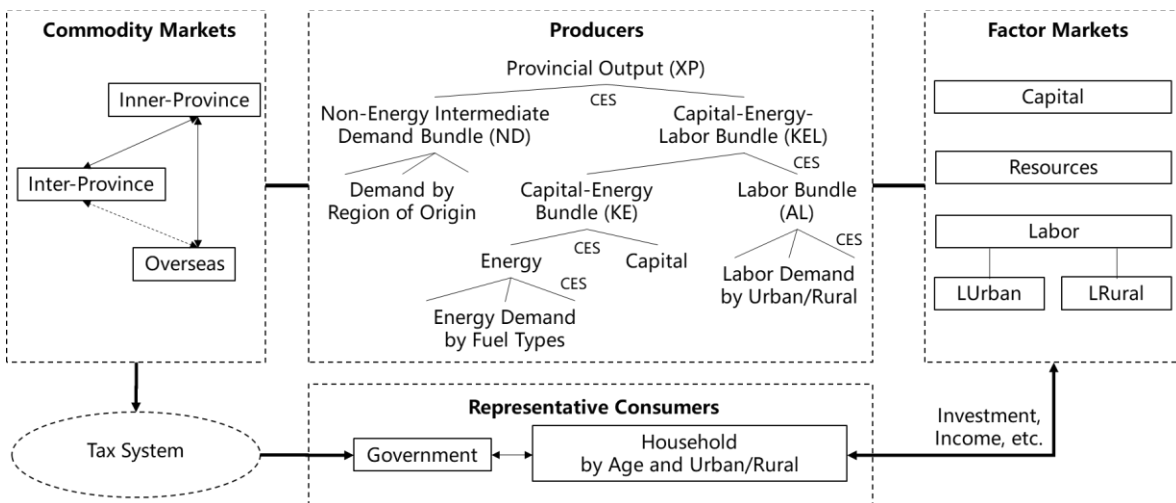 Commodity Markets
Inner-Province
Inter-Province
Overseas
Producers
Provincial Output (XP)
CES
Non-Energy Intermediate
Demand Bundle (ND)
Capital-Energy-
Labor Bundle (KEL)
CES
Demand by
Region of Origin
Capital-Energy
Bundle (KE)
Labor Bundle
(AL)
CES
CES
Energy
Capital
CES
Labor Demand
by Urban/Rural
Energy Demand
by Fuel Types
Factor Markets
Capital
Resources
Labor
LUrban
LRural
Tax System
Representative Consumers
Government
Household
by Age and Urban/Rural
Investment,
Income, etc.